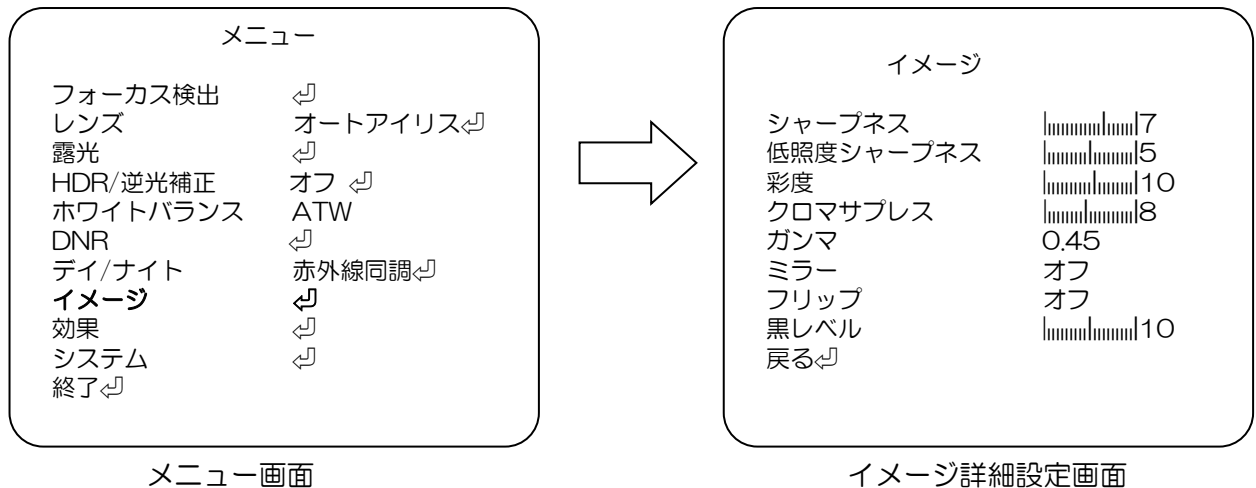 メニュー
フォーカス検出 ⏎
レンズ オートアイリス⏎
露光 ⏎
HDR/逆光補正 オフ ⏎
ホワイトバランス ATW
DNR ⏎
デイ/ナイト 赤外線同調⏎
イメージ ⏎
効果 ⏎
システム ⏎
終了⏎
メニュー画面
イメージ
シャープネス 7
低照度シャープネス 5
彩度 10
クロマサプレス 8
ガンマ 0.45
ミラー オフ
フリップ オフ
黒レベル 10
戻る⏎
イメージ詳細設定画面